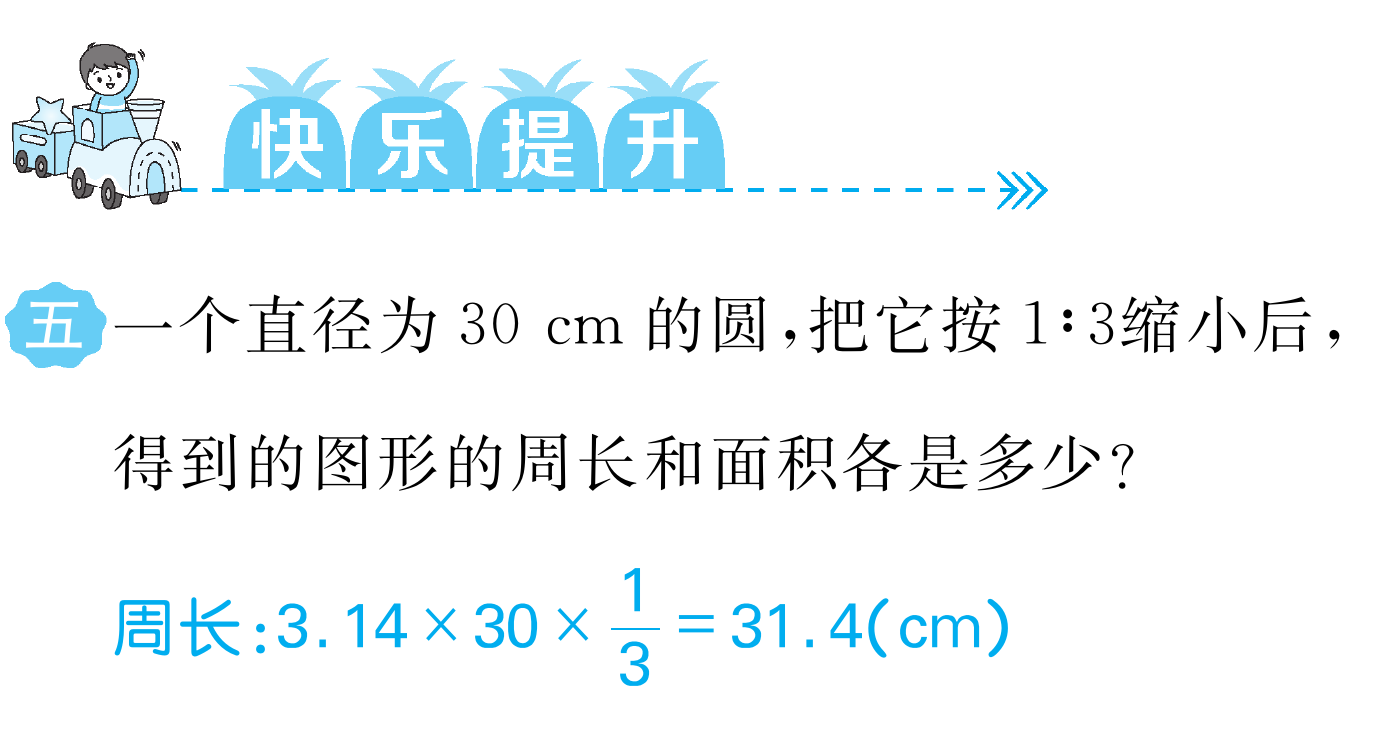 快乐提升
五 一个直径为 30 cm 的圆,把它按 1∶3缩小后,
得到的图形的周长和面积各是多少?
周长:3.14×30×1/3=31.4(cm)